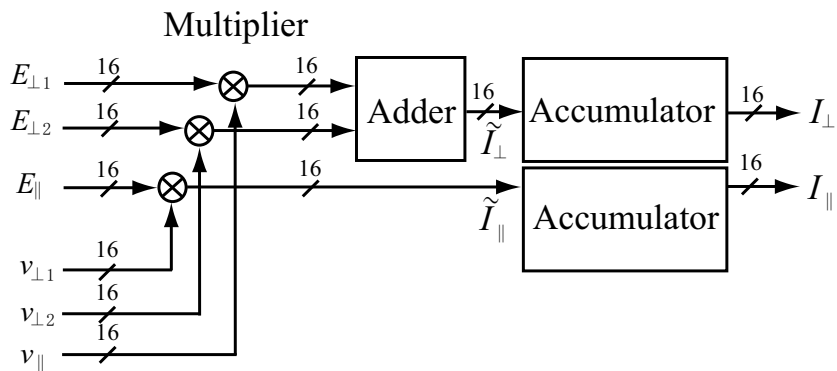 Multiplier
E⊥1 16 16
E⊥2 16 16
E∥ 16 16
Adder
16
Ĩ⊥
Accumulator
16
I⊥
Ĩ∥
Accumulator
16
I∥
v⊥1 16
v⊥2 16
v∥ 16